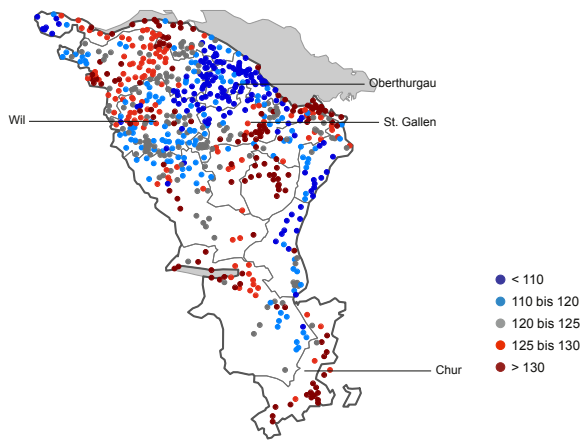 Oberthurgau
Wil
St. Gallen
< 110
110 bis 120
120 bis 125
125 bis 130
> 130
Chur